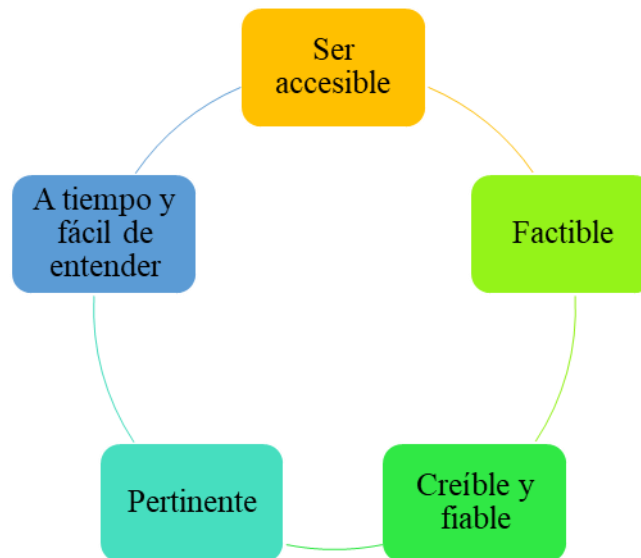 Ser
accesible
Factible
Creíble y
fiable
Pertinente
A tiempo y
fácil de
entender